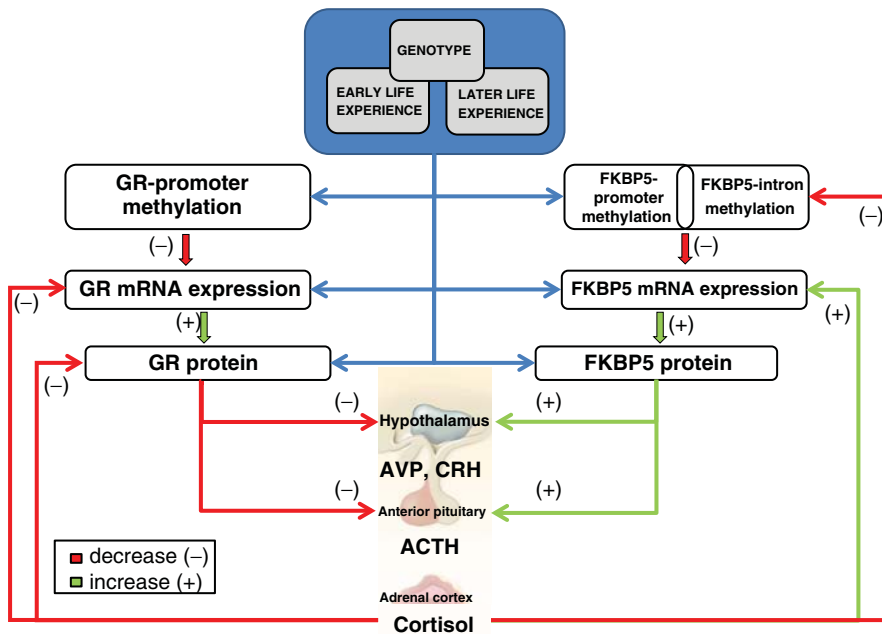 GENOTYPE
EARLY LIFE
EXPERIENCE
LATER LIFE
EXPERIENCE
GR-promoter
methylation
FKBP5-
promoter
methylation
FKBP5-intron
methylation
(−)
(−)
(−)
GR mRNA expression
FKBP5 mRNA expression
(−)
(+)
(+)
(+)
GR protein
FKBP5 protein
(−)
(−)
(+)
Hypothalamus
AVP, CRH
(−)
(+)
Anterior pituitary
ACTH
decrease (−)
increase (+)
Adrenal cortex
Cortisol